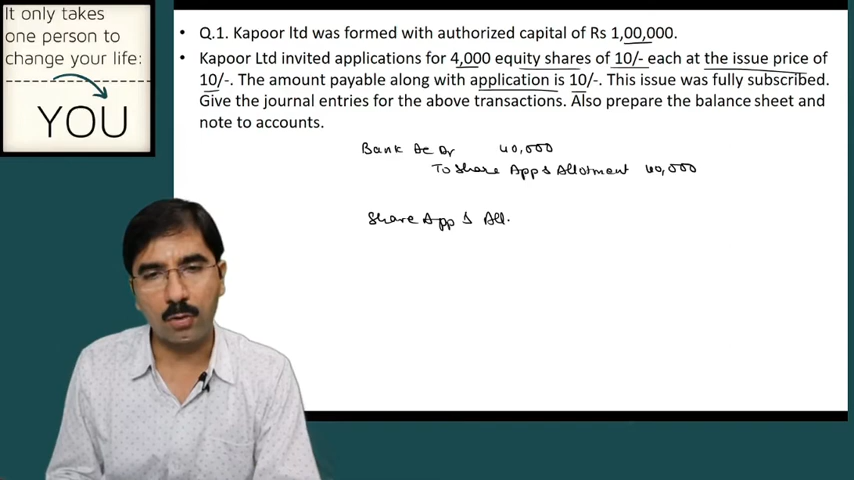 It only takes
one person to
change your life:
YOU
• Q.1. Kapoor ltd was formed with authorized capital of Rs 1,00,000.
• Kapoor Ltd invited applications for 4,000 equity shares of 10/- each at the issue price of
10/-. The amount payable along with application is 10/-. This issue was fully subscribed.
Give the journal entries for the above transactions. Also prepare the balance sheet and
note to accounts.
Bank Ac Dr 40,000
To Share App & Allotment 40,000
Share App & All.